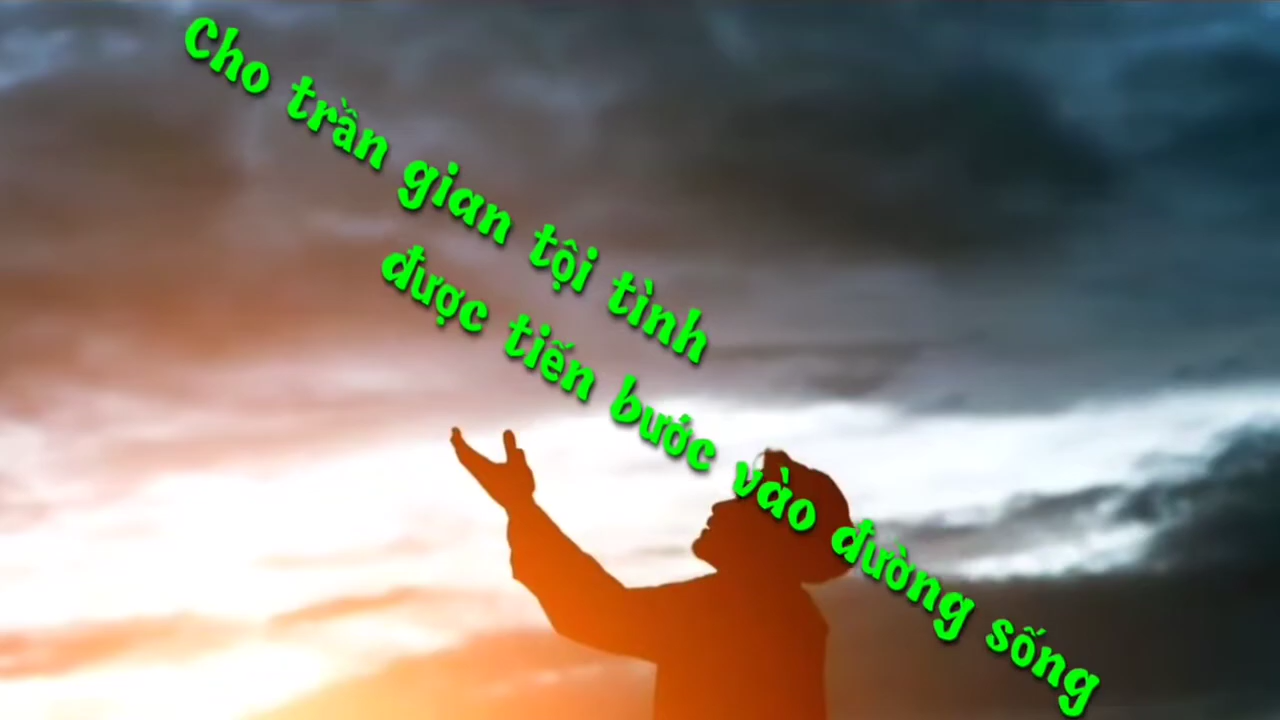 Cho trần gian tội tình
được tiến bước vào đường sống